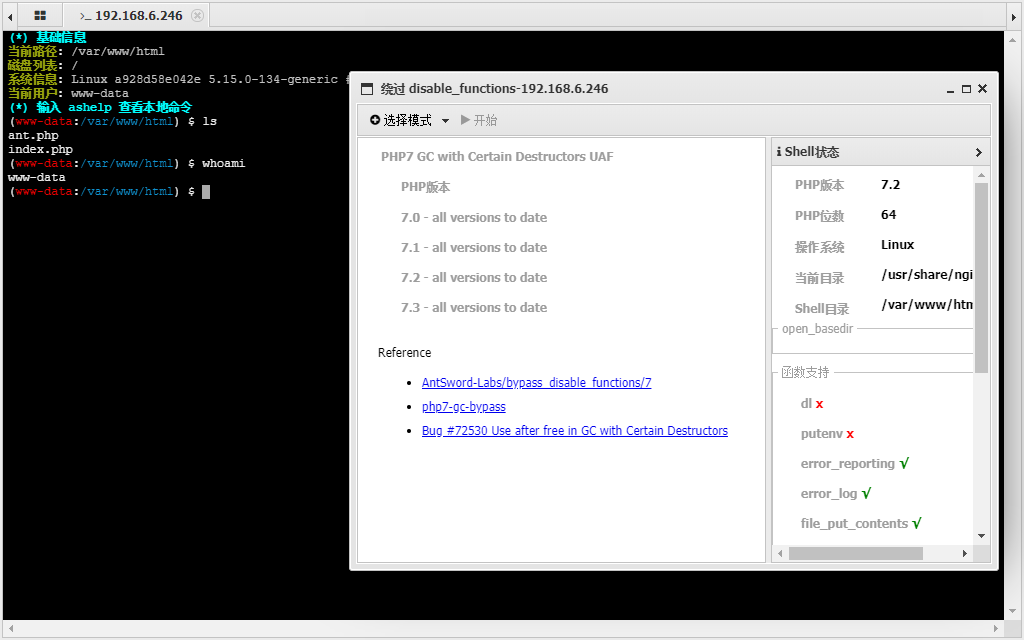 >_ 192.168.6.246
(*) 基础信息
当前路径: /var/www/html
磁盘列表: /
系统信息: Linux a928d58e042e 5.15.0-134-generic #
当前用户: www-data
(*) 输入 ashelp 查看本地命令
(www-data:/var/www/html) $ ls
ant.php
index.php
(www-data:/var/www/html) $ whoami
www-data
(www-data:/var/www/html) $
绕过 disable_functions-192.168.6.246
选择模式 开始
PHP7 GC with Certain Destructors UAF
PHP版本
7.0 - all versions to date
7.1 - all versions to date
7.2 - all versions to date
7.3 - all versions to date
Reference
AntSword-Labs/bypass_disable_functions/7
php7-gc-bypass
Bug #72530 Use after free in GC with Certain Destructors
Shell状态
PHP版本 7.2
PHP位数 64
操作系统 Linux
当前目录 /usr/share/ngi
Shell目录 /var/www/htm
open_basedir
函数支持
dl x
putenv x
error_reporting √
error_log √
file_put_contents √